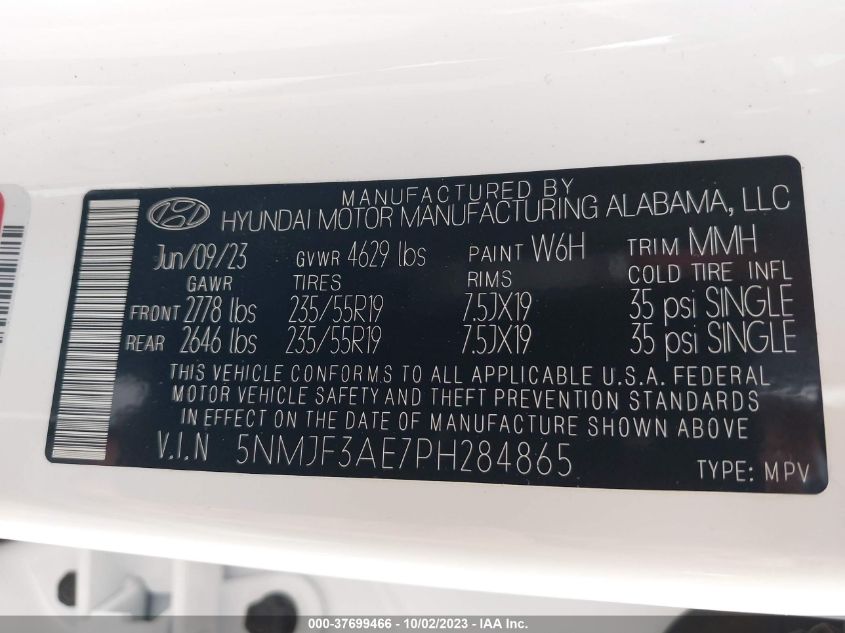 MANUFACTURED BY
HYUNDAI MOTOR MANUFACTURING ALABAMA, LLC
Jun/09/23 GVWR 4629 lbs PAINT W6H TRIM MMH
GAWR TIRES RIMS COLD TIRE INFL
FRONT 2778 lbs 235/55R19 7.5JX19 35 psi SINGLE
REAR 2646 lbs 235/55R19 7.5JX19 35 psi SINGLE
THIS VEHICLE CONFORMS TO ALL APPLICABLE U.S.A. FEDERAL
MOTOR VEHICLE SAFETY AND THEFT PREVENTION STANDARDS
IN EFFECT ON THE DATE OF MANUFACTURE SHOWN ABOVE
V.I.N 5NMJF3AE7PH284865 TYPE: MPV
000-37699466 - 10/02/2023 - IAA Inc.